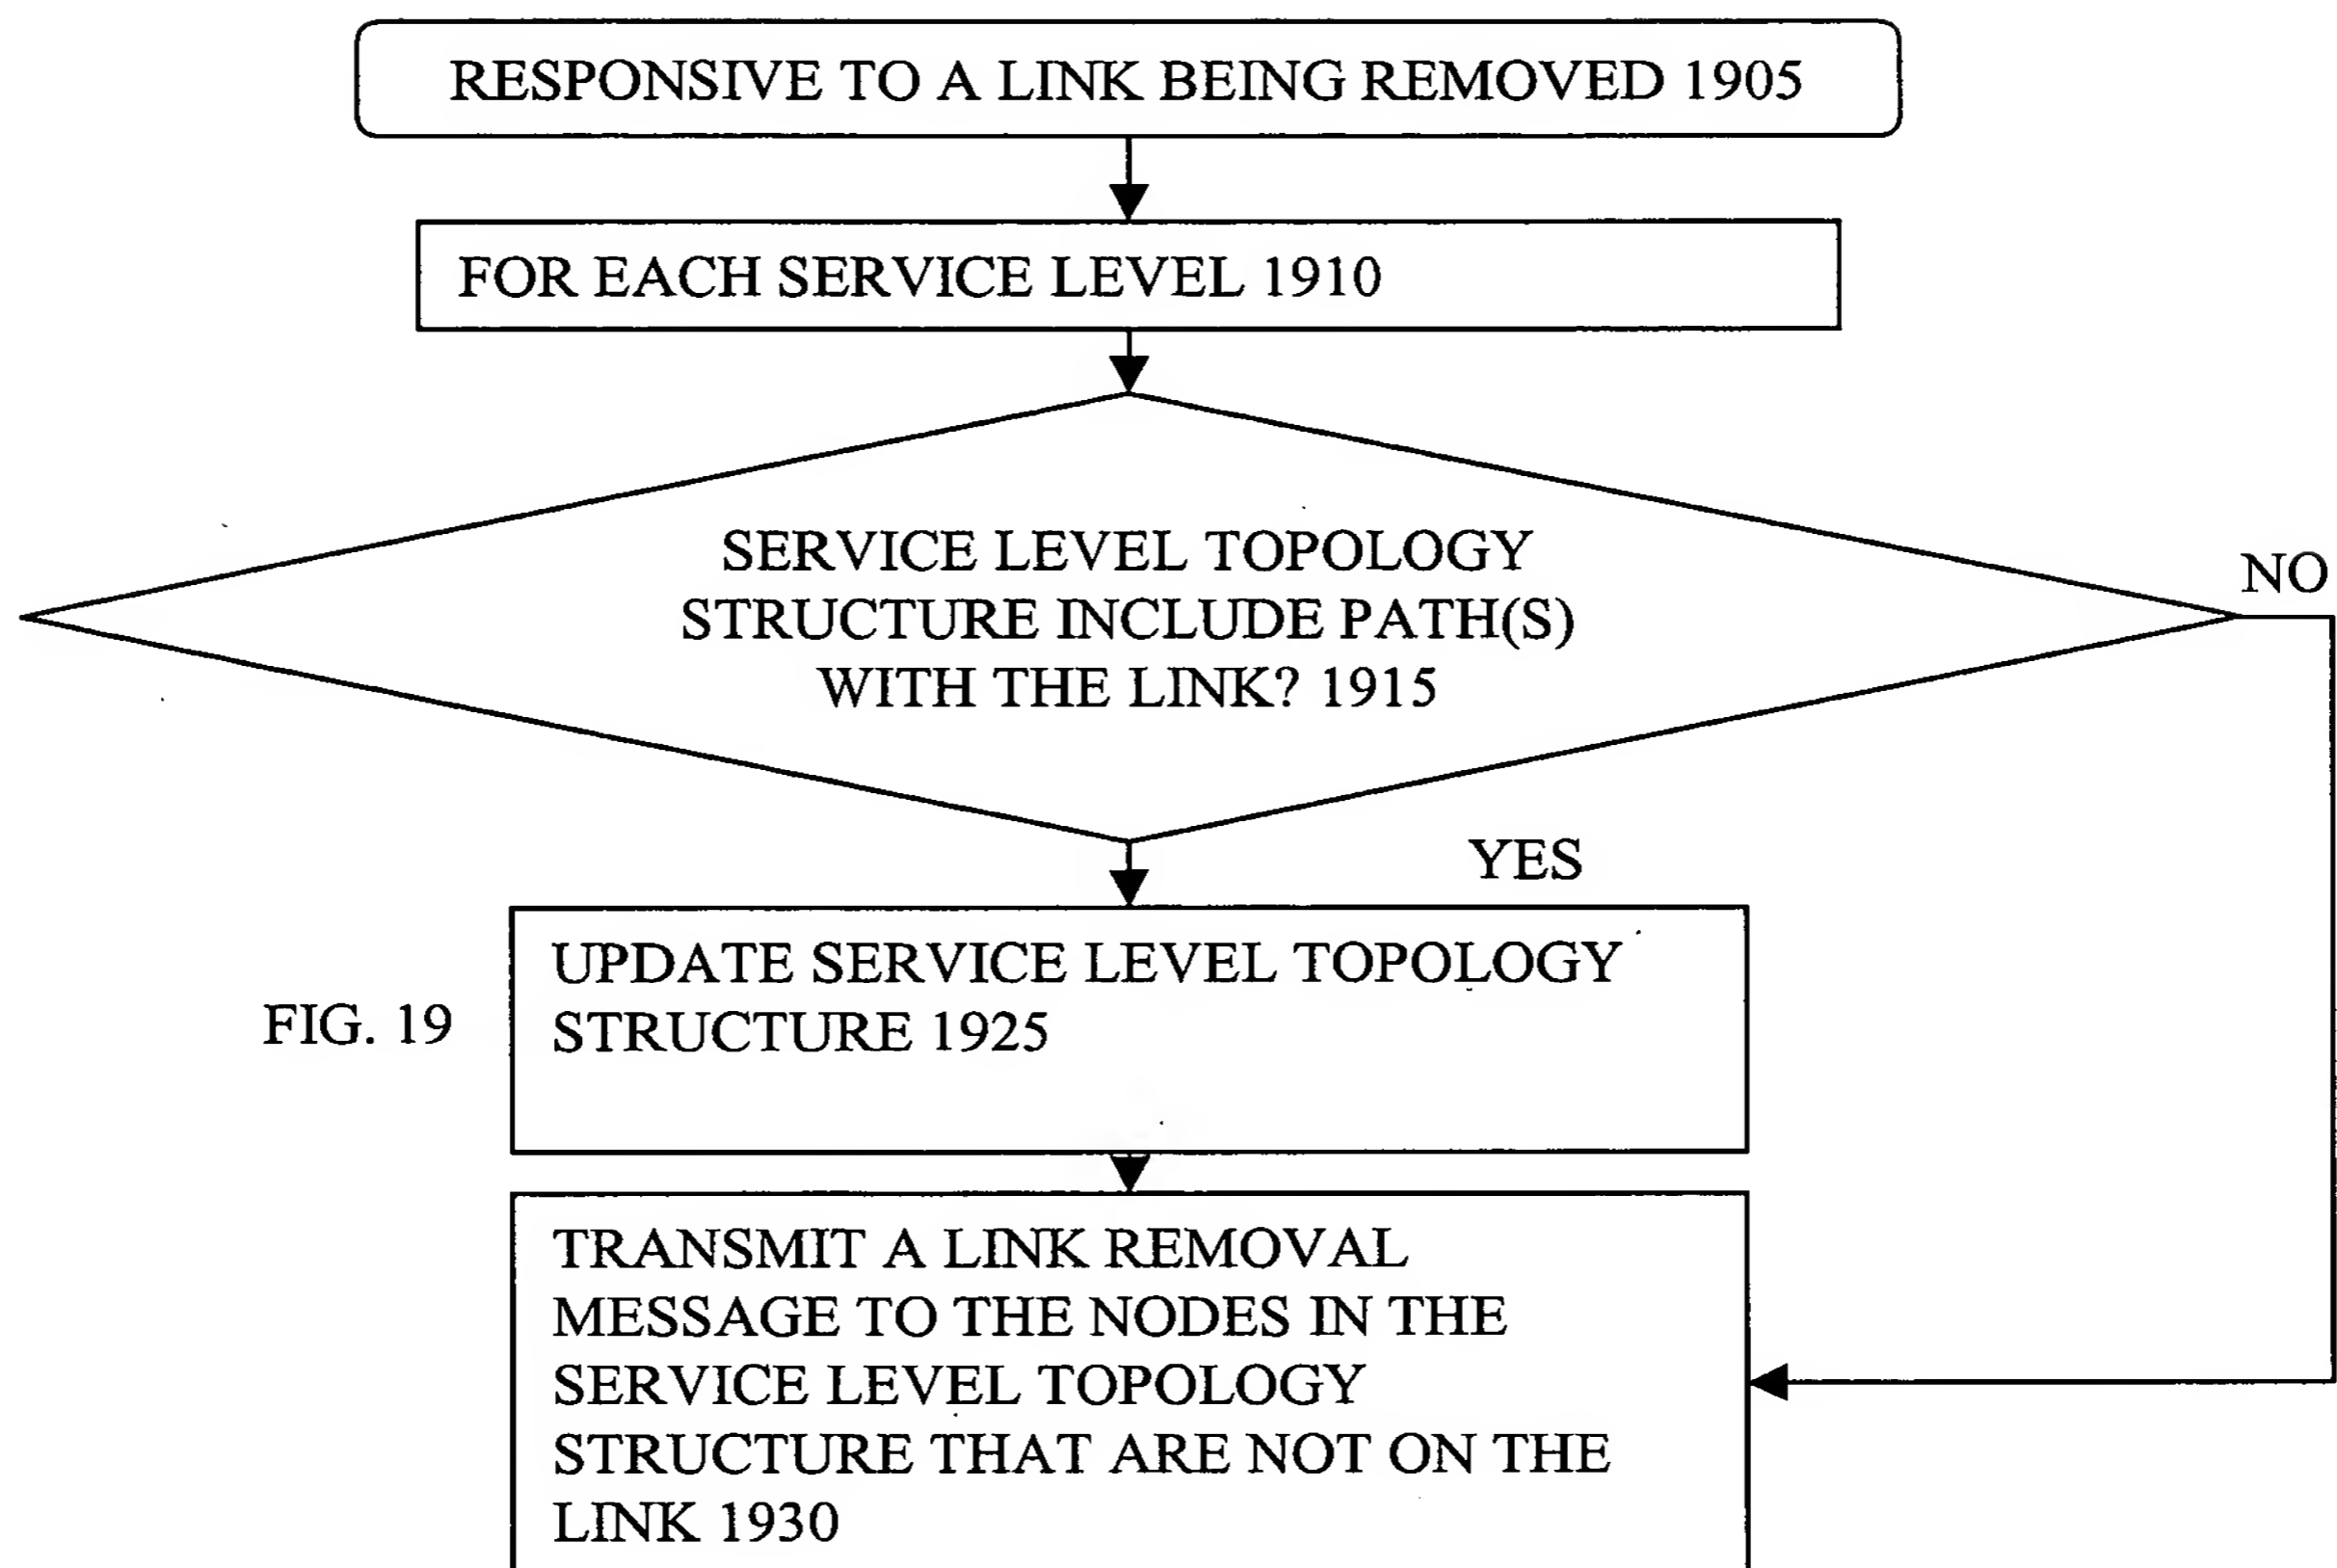 RESPONSIVE TO A LINK BEING REMOVED 1905
FOR EACH SERVICE LEVEL 1910
SERVICE LEVEL TOPOLOGY
STRUCTURE INCLUDE PATH(S)
WITH THE LINK? 1915
NO
YES
UPDATE SERVICE LEVEL TOPOLOGY
STRUCTURE 1925
FIG. 19
TRANSMIT A LINK REMOVAL
MESSAGE TO THE NODES IN THE
SERVICE LEVEL TOPOLOGY
STRUCTURE THAT ARE NOT ON THE
LINK 1930